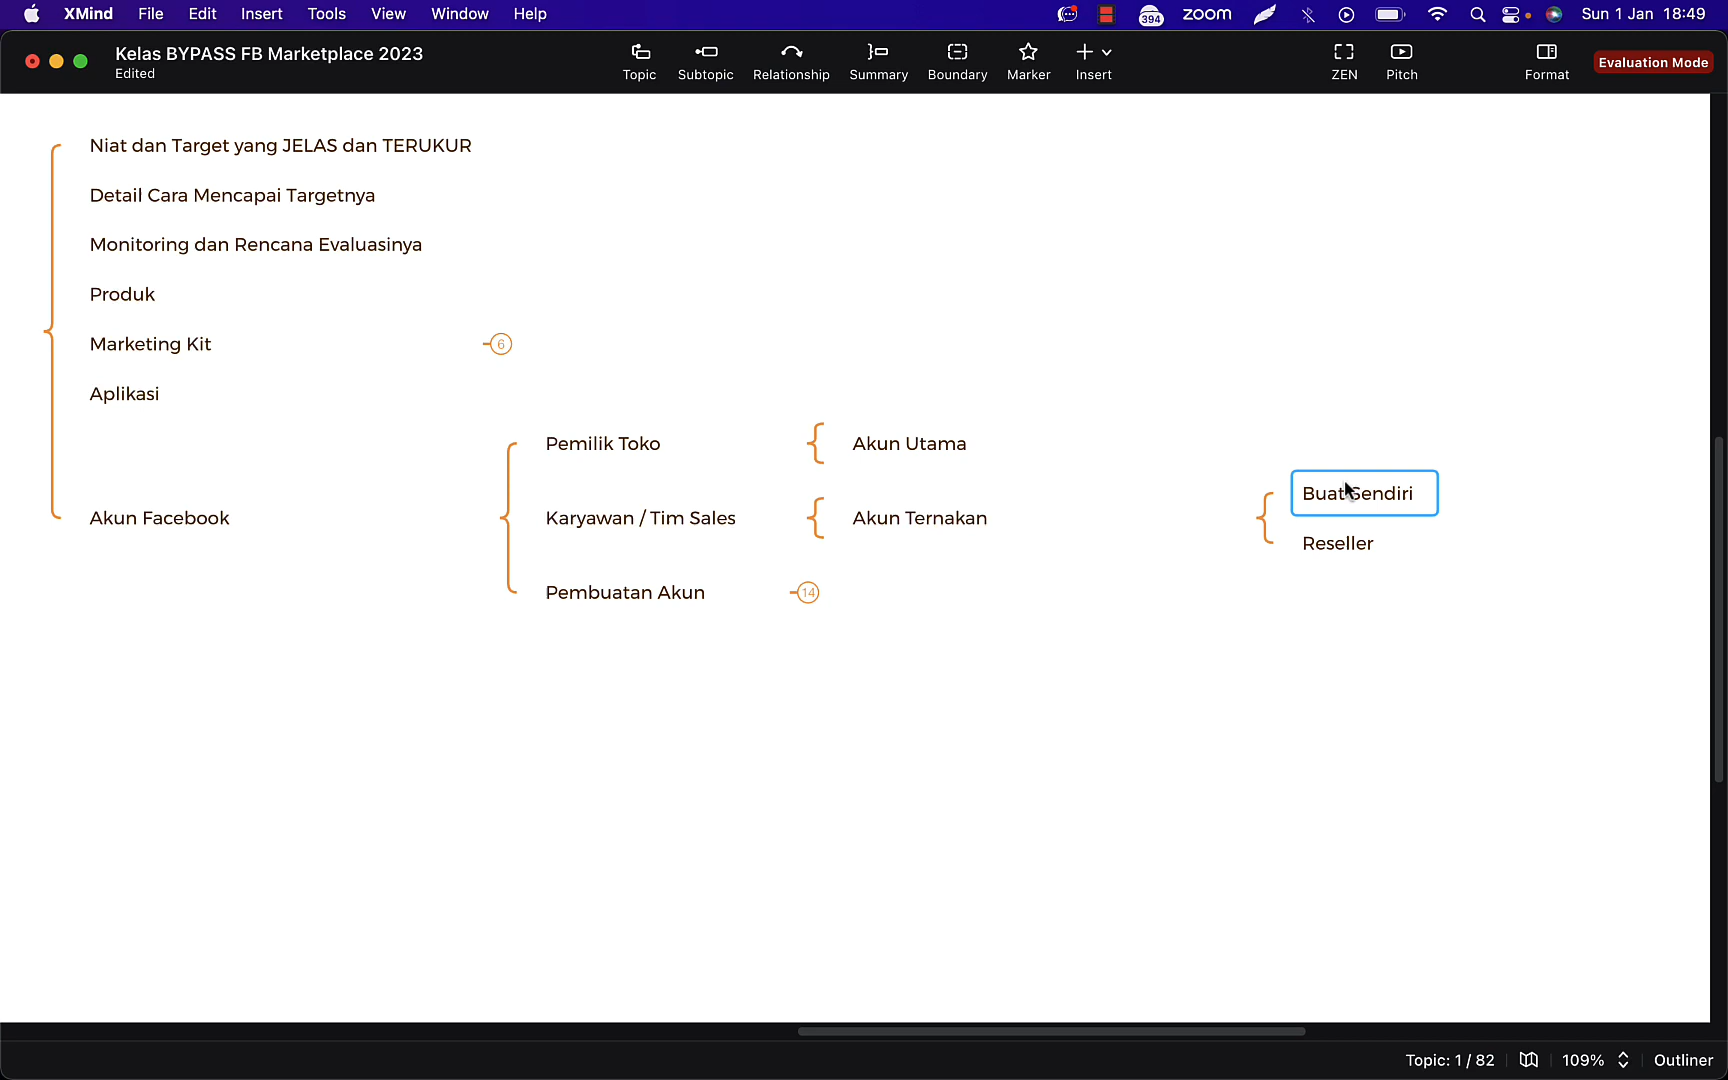 XMind File Edit Insert Tools View Window Help 394 zoom Sun 1 Jan 18:49
Kelas BYPASS FB Marketplace 2023
Edited
Topic Subtopic Relationship Summary Boundary Marker Insert ZEN Pitch Format Evaluation Mode
Niat dan Target yang JELAS dan TERUKUR
Detail Cara Mencapai Targetnya
Monitoring dan Rencana Evaluasinya
Produk
Marketing Kit 6
Aplikasi
Pemilik Toko Akun Utama
Buat Sendiri
Akun Facebook Karyawan / Tim Sales Akun Ternakan
Reseller
Pembuatan Akun 14
Topic: 1 / 82 109% Outliner